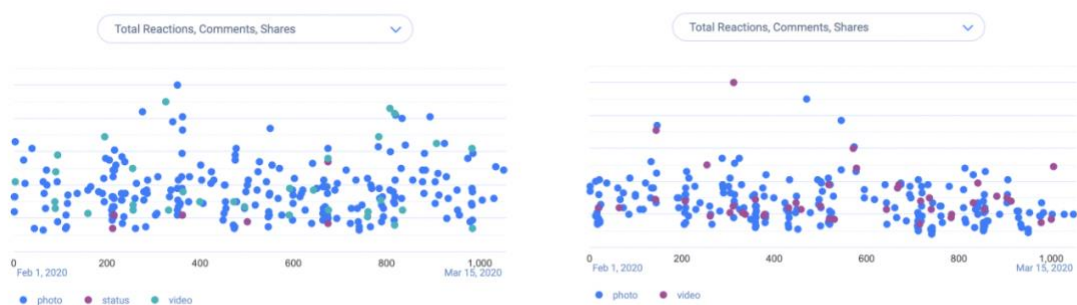 Total Reactions, Comments, Shares
0 200 400 600 800 1,000
Feb 1, 2020 Mar 15, 2020
photo status video
Total Reactions, Comments, Shares
0 200 400 600 800 1,000
Feb 1, 2020 Mar 15, 2020
photo video